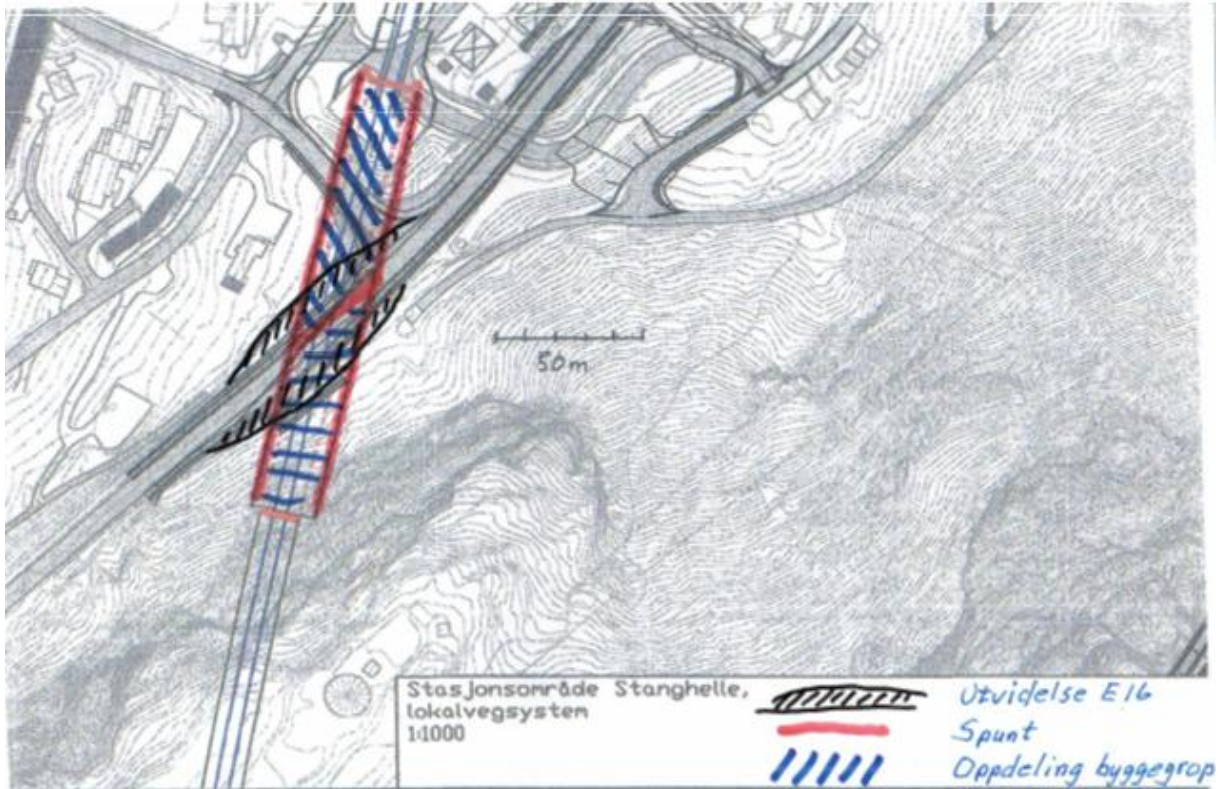 50m
Stasjonsområde Stanghelle,
lokalvegsystem
1:1000
Utvidelse E16
Spunt
Oppdeling byggegrop